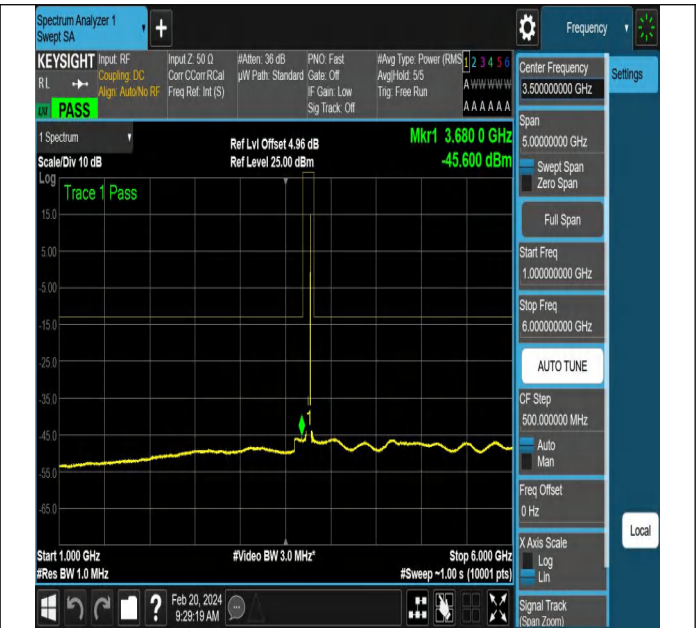 Spectrum Analyzer 1
Swept SA
Frequency
KEYSIGHT
RL
PASS
Input: RF
Coupling: DC
Align: Auto/No RF
Input Z: 50 Ω
Corr CCorr RCal
Freq Ref: Int (S)
#Atten: 36 dB
µW Path: Standard
PNO: Fast
Gate: Off
IF Gain: Low
Sig Track: Off
#Avg Type: Power (RMS
Avg|Hold: 5/5
Trig: Free Run
1 2 3 4 5 6
A W W W W W
A A A A A A
1 Spectrum
Scale/Div 10 dB
Log
Ref Lvl Offset 4.96 dB
Ref Level 25.00 dBm
Mkr1 3.680 0 GHz
-45.600 dBm
Trace 1 Pass
15.0
5.00
-5.00
-15.0
-25.0
-35.0
-45.0
-55.0
-65.0
1
Start 1.000 GHz
#Res BW 1.0 MHz
#Video BW 3.0 MHz*
Stop 6.000 GHz
#Sweep ~1.00 s (10001 pts)
Feb 20, 2024
9:29:19 AM
Center Frequency
3.500000000 GHz
Settings
Span
5.00000000 GHz
Swept Span
Zero Span
Full Span
Start Freq
1.000000000 GHz
Stop Freq
6.000000000 GHz
AUTO TUNE
CF Step
500.000000 MHz
Auto
Man
Freq Offset
0 Hz
Local
X Axis Scale
Log
Lin
Signal Track
(Span Zoom)